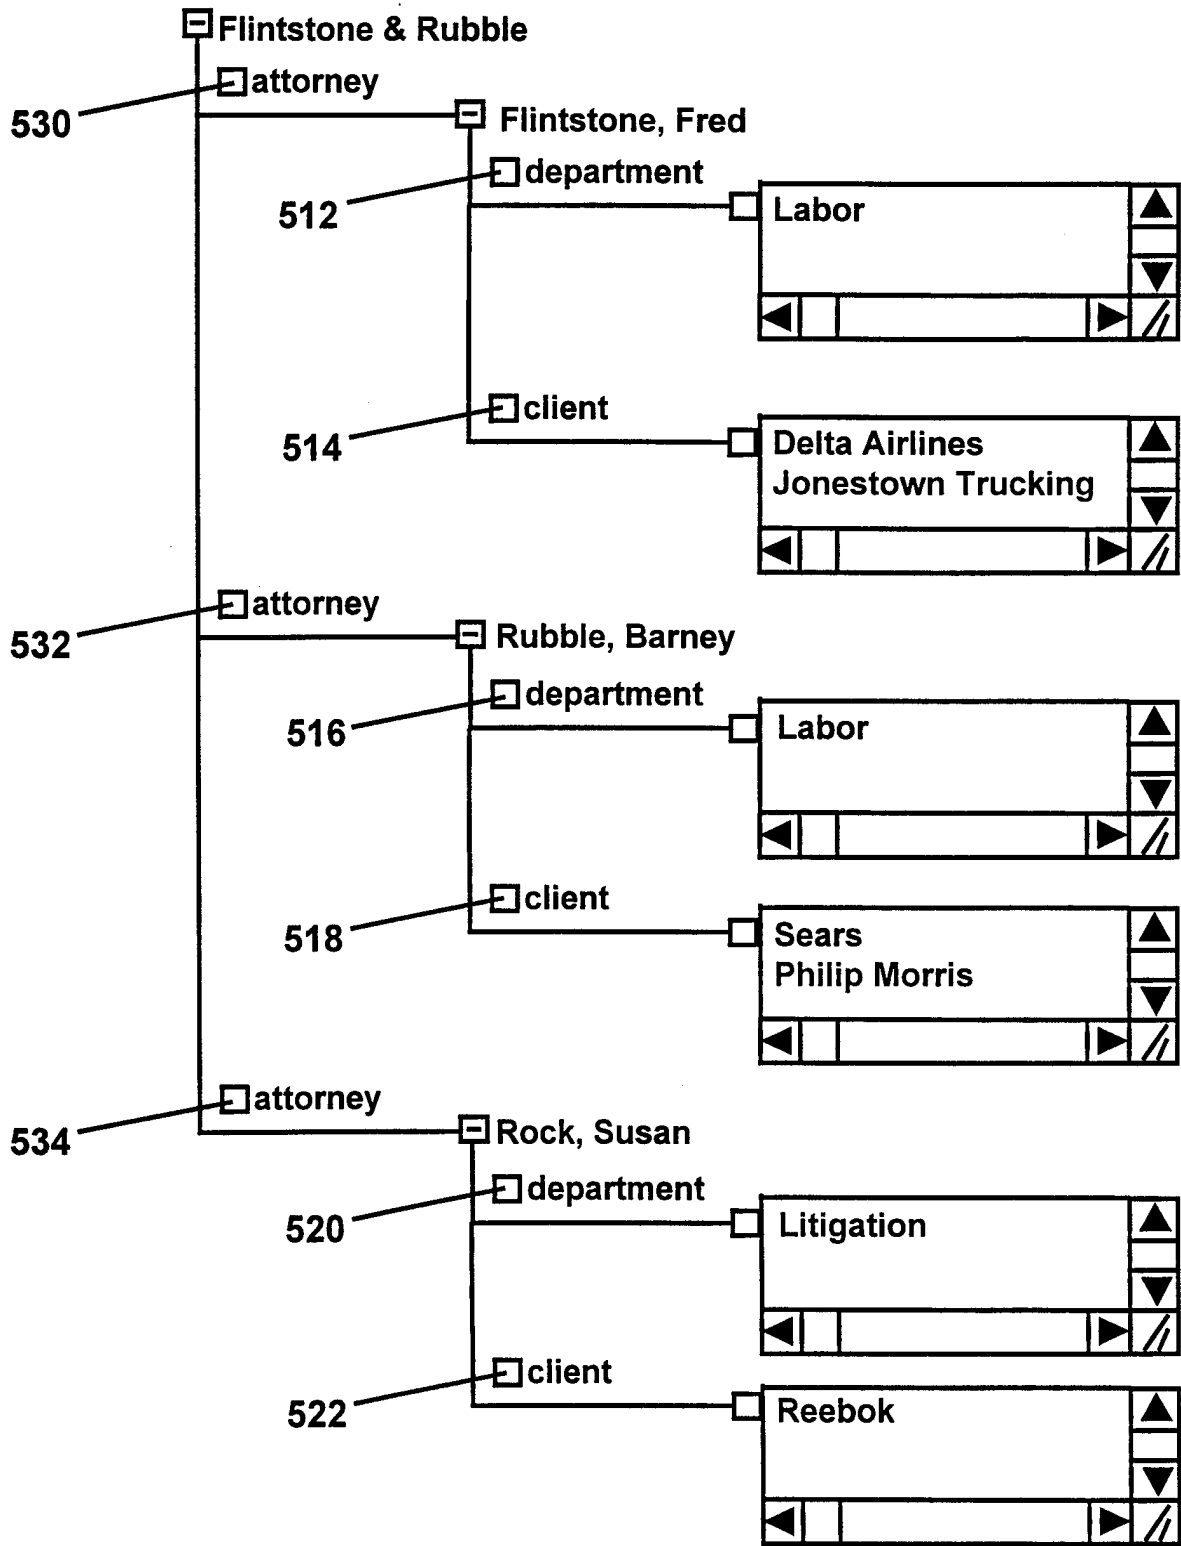 Flintstone & Rubble
attorney
530
Flintstone, Fred
department
512
Labor
client
514
Delta Airlines
Jonestown Trucking
attorney
532
Rubble, Barney
department
516
Labor
client
518
Sears
Philip Morris
attorney
534
Rock, Susan
department
520
Litigation
client
522
Reebok